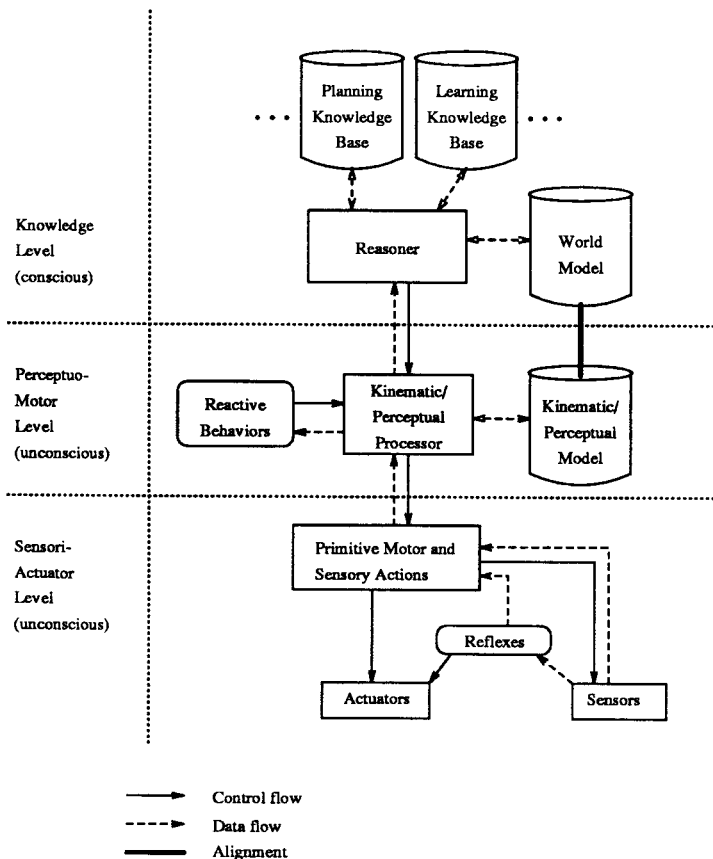 Planning
Knowledge
Base
Learning
Knowledge
Base
Knowledge
Level
(conscious)
Reasoner
World
Model
Perceptuo-
Motor
Level
(unconscious)
Reactive
Behaviors
Kinematic/
Perceptual
Processor
Kinematic/
Perceptual Model
Sensori-
Actuator
Level
(unconscious)
Primitive Motor and
Sensory Actions
Reflexes
Actuators
Sensors
Control flow
Data flow
Alignment